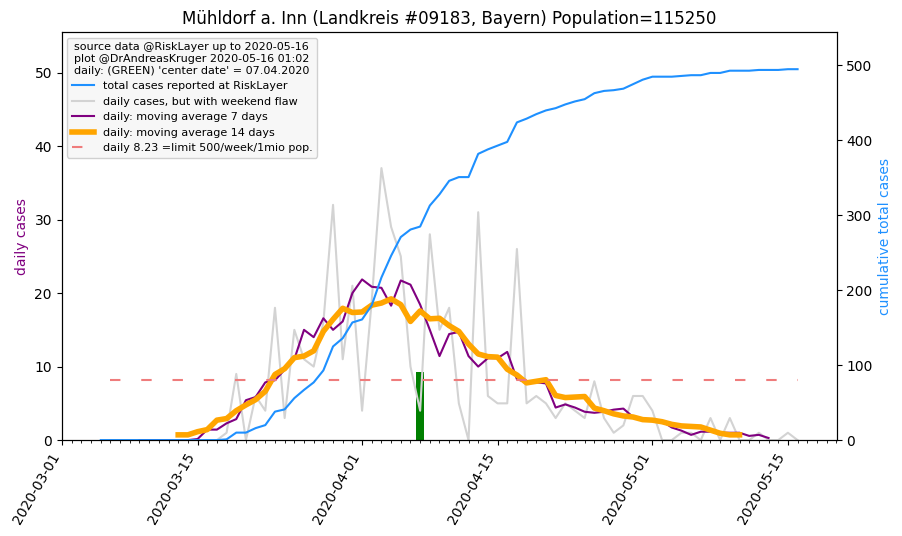 Mühldorf a. Inn (Landkreis #09183, Bayern) Population=115250
source data @RiskLayer up to 2020-05-16
plot @DrAndreasKruger 2020-05-16 01:02
daily: (GREEN) 'center date' = 07.04.2020
total cases reported at RiskLayer
daily cases, but with weekend flaw
daily: moving average 7 days
daily: moving average 14 days
daily 8.23 =limit 500/week/1mio pop.
daily cases
50
40
30
20
10
0
cumulative total cases
500
400
300
200
100
0
2020-03-01
2020-03-15
2020-04-01
2020-04-15
2020-05-01
2020-05-15